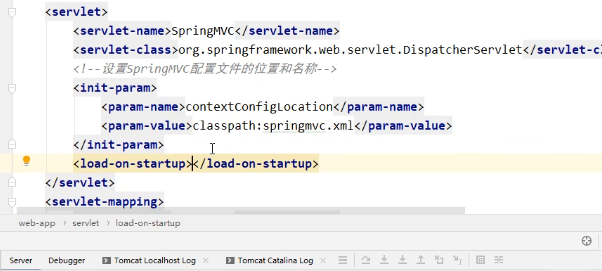 <servlet>
<servlet-name>SpringMVC</servlet-name>
<servlet-class>org.springframework.web.servlet.DispatcherServlet</servlet-cl
<!--设置SpringMVC配置文件的位置和名称-->
<init-param>
<param-name>contextConfigLocation</param-name>
<param-value>classpath:springmvc.xml</param-value>
</init-param>
<load-on-startup></load-on-startup>
</servlet>
<servlet-mapping>
web-app › servlet › load-on-startup
Server Debugger Tomcat Localhost Log Tomcat Catalina Log